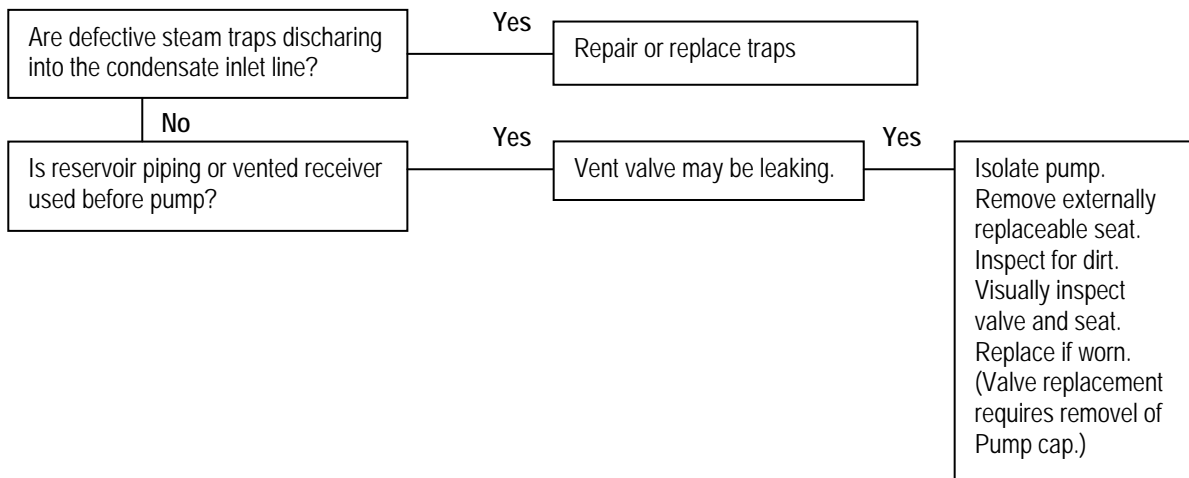 Are defective steam traps discharing
into the condensate inlet line?
Yes
Repair or replace traps
No
Is reservoir piping or vented receiver
used before pump?
Yes
Vent valve may be leaking.
Yes
Isolate pump.
Remove externally
replaceable seat.
Inspect for dirt.
Visually inspect
valve and seat.
Replace if worn.
(Valve replacement
requires removel of
Pump cap.)